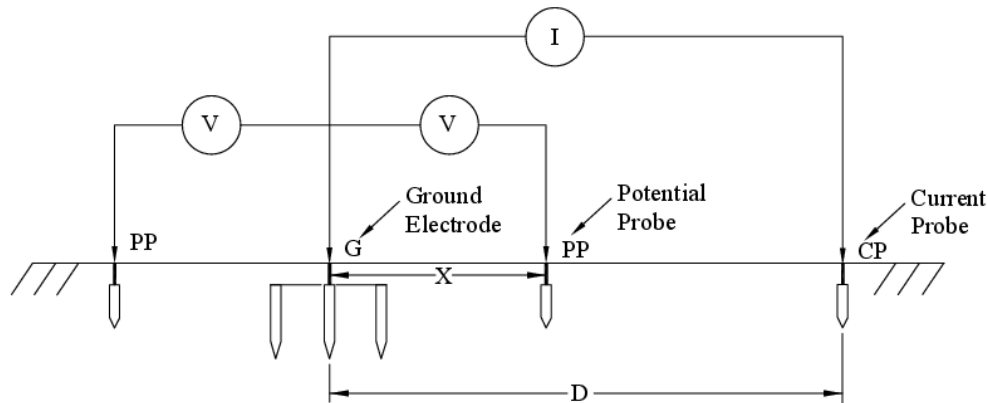 I
V
V
Ground
Electrode
Potential
Probe
Current
Probe
PP
G
PP
CP
X
D